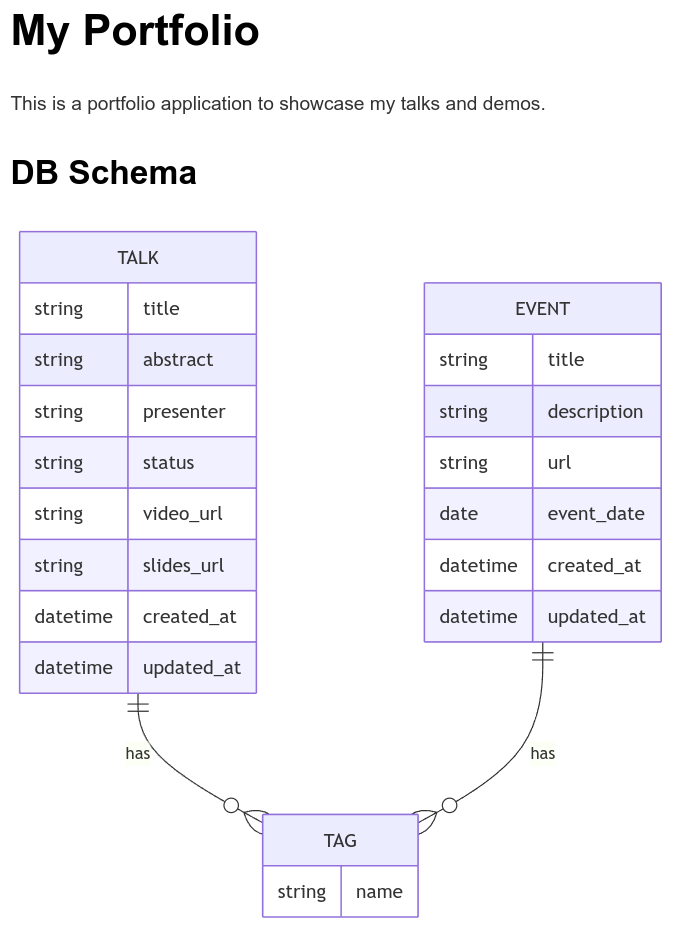 My Portfolio
This is a portfolio application to showcase my talks and demos.
DB Schema
TALK
string title
string abstract
string presenter
string status
string video_url
string slides_url
datetime created_at
datetime updated_at
EVENT
string title
string description
string url
date event_date
datetime created_at
datetime updated_at
has
has
TAG
string name